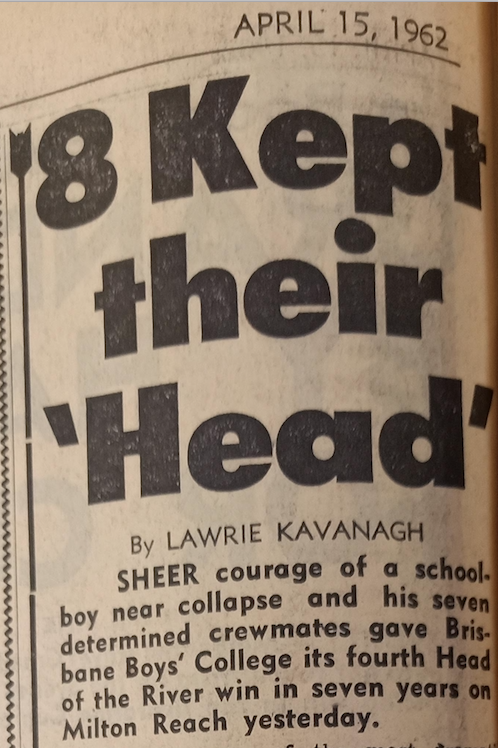 APRIL 15, 1962
8 Kept
their
'Head'
By LAWRIE KAVANAGH
SHEER courage of a school-
boy near collapse and his seven
determined crewmates gave Bris-
bane Boys' College its fourth Head
of the River win in seven years on
Milton Reach yesterday.